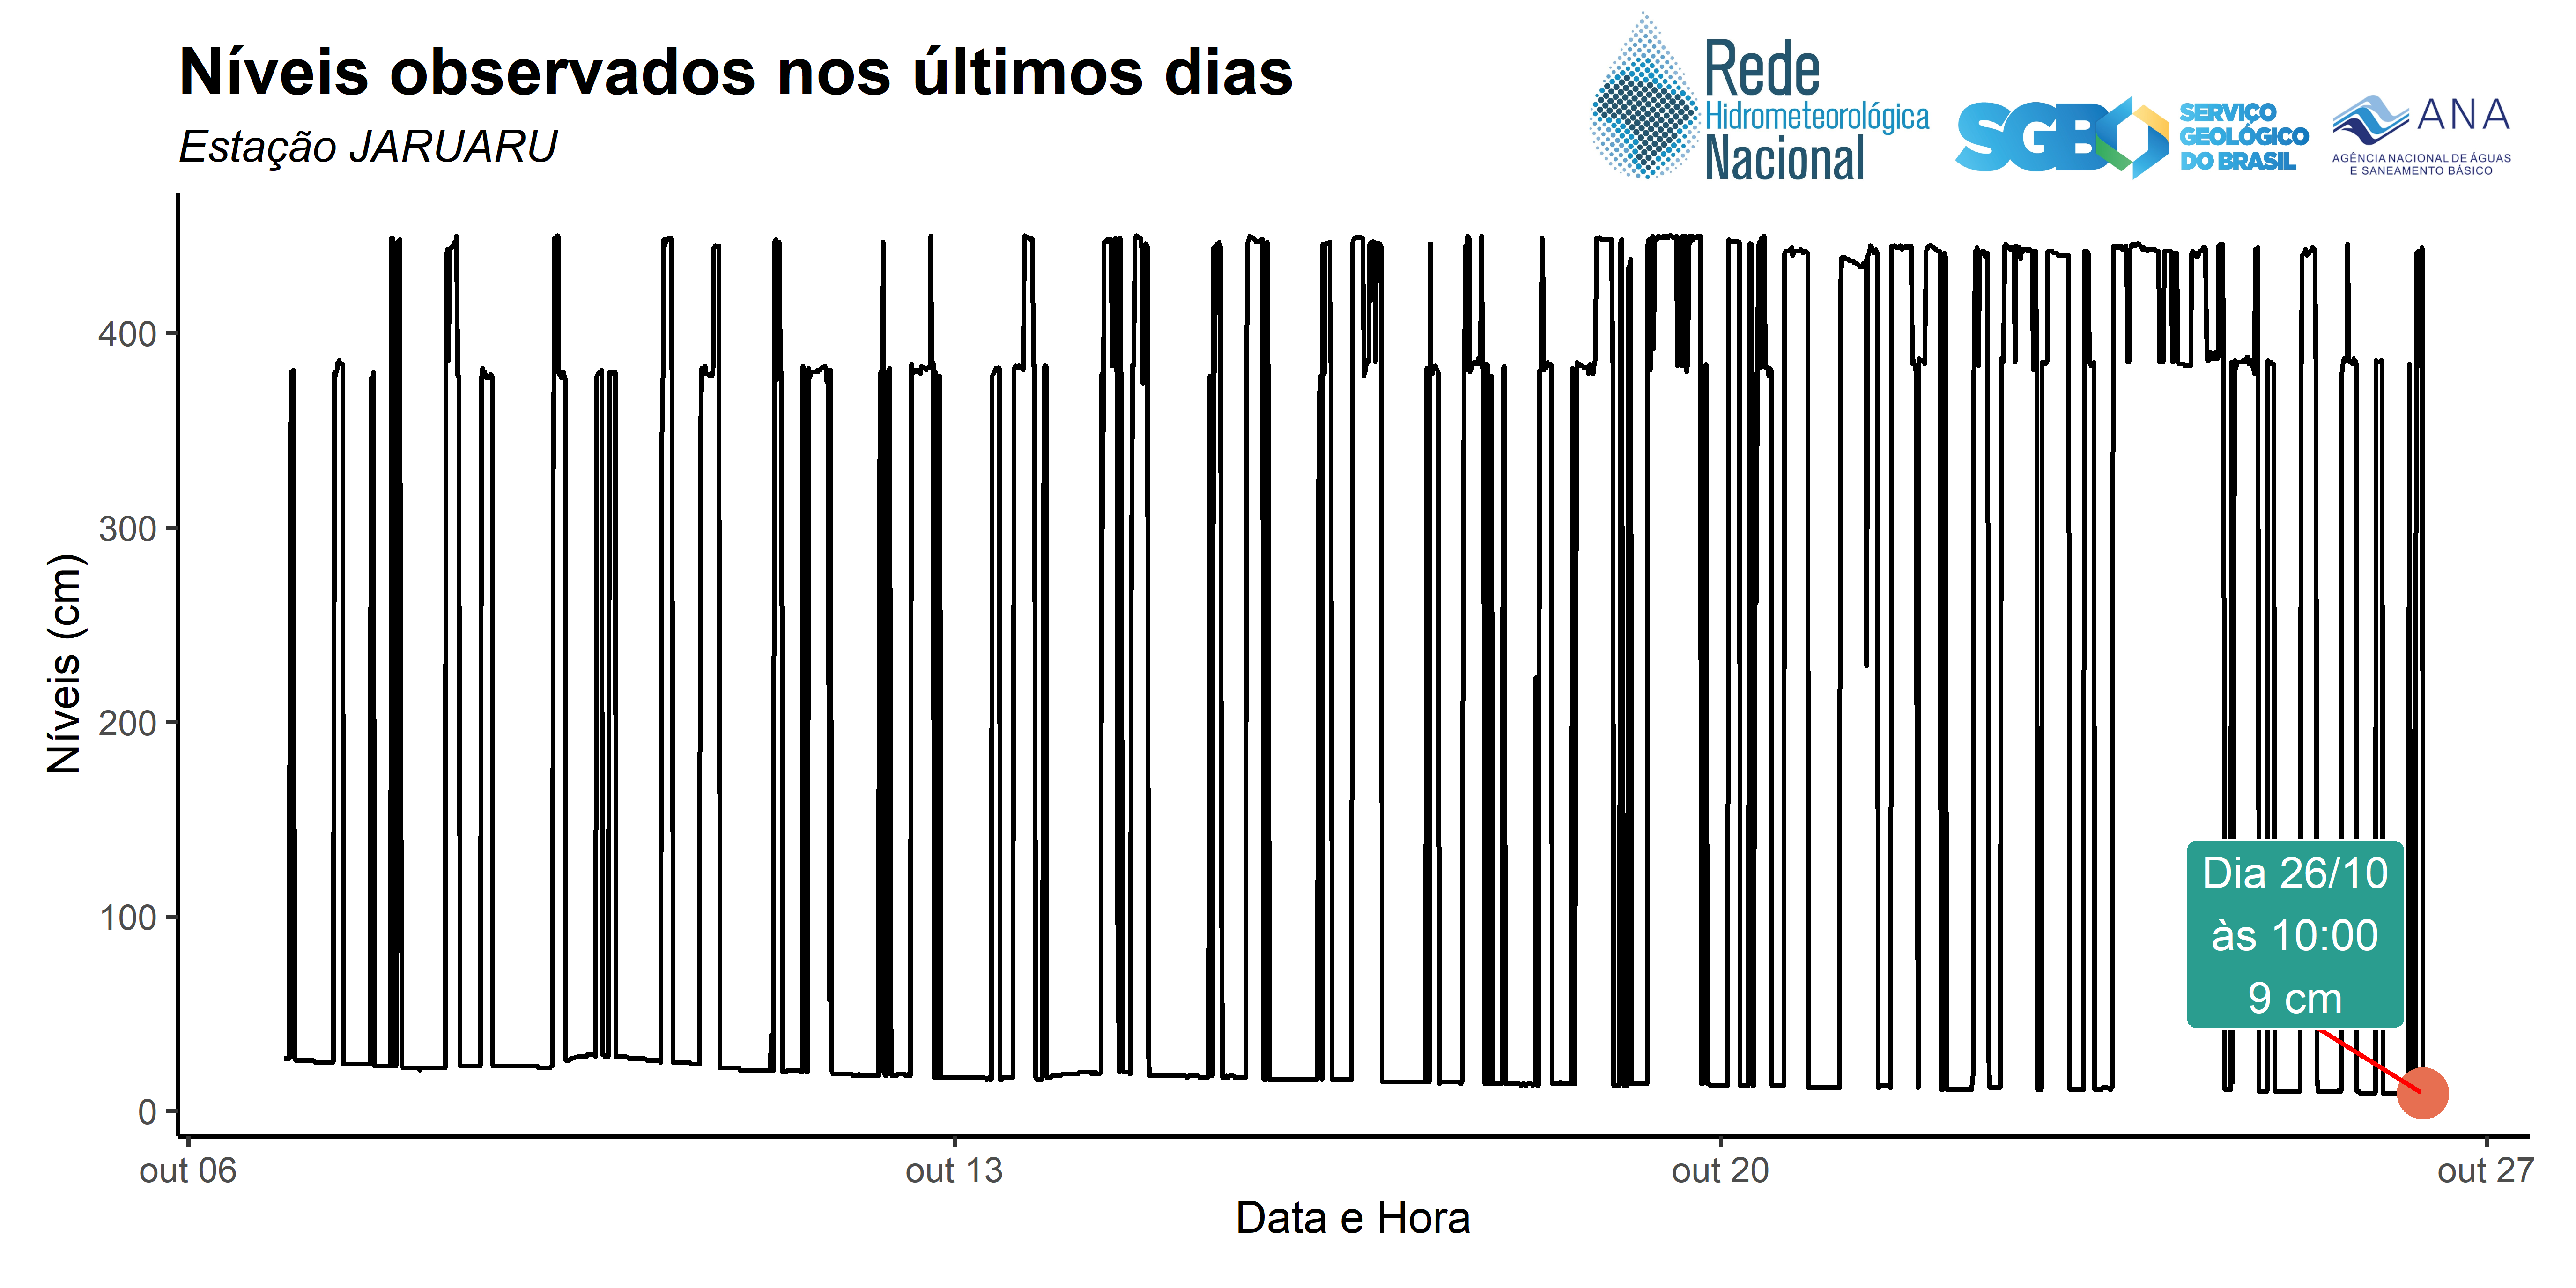 Níveis observados nos últimos dias
Estação JARUARU
Rede
Hidrometeorológica
Nacional
SGB
SERVIÇO
GEOLÓGICO
DO BRASIL
ANA
AGÊNCIA NACIONAL DE ÁGUAS
E SANEAMENTO BÁSICO
Níveis (cm)
400
300
200
100
0
Dia 26/10
às 10:00
9 cm
out 06
out 13
out 20
out 27
Data e Hora